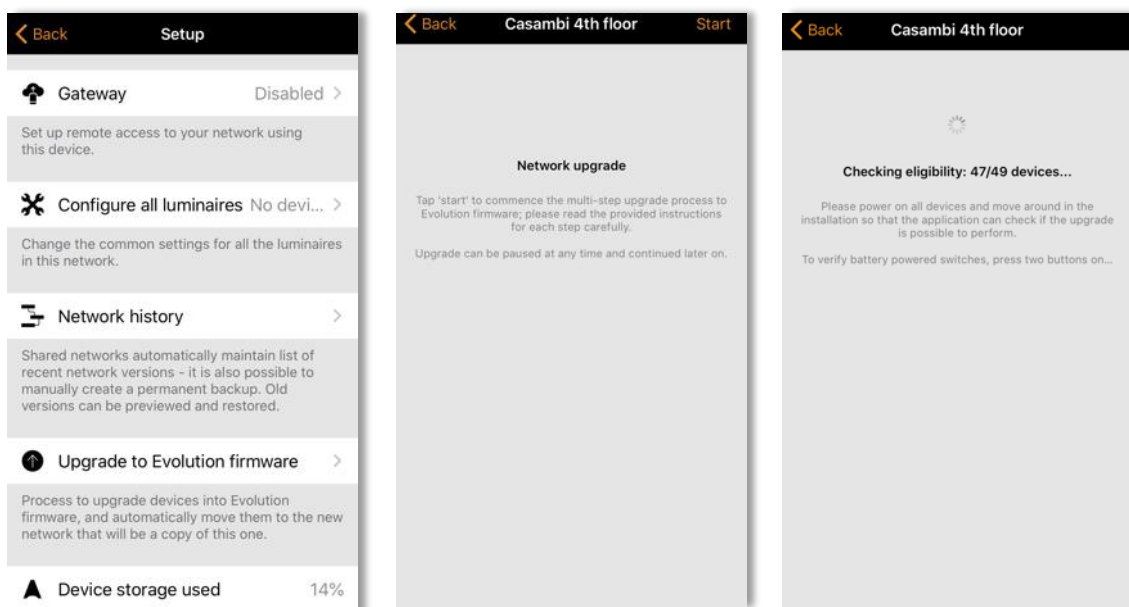 Back Setup
Gateway Disabled
Set up remote access to your network using
this device.
Configure all luminaires No devi...
Change the common settings for all the luminaires
in this network.
Network history
Shared networks automatically maintain list of
recent network versions - it is also possible to
manually create a permanent backup. Old
versions can be previewed and restored.
Upgrade to Evolution firmware
Process to upgrade devices into Evolution
firmware, and automatically move them to the new
network that will be a copy of this one.
Device storage used 14%
Back Casambi 4th floor Start
Network upgrade
Tap 'start' to commence the multi-step upgrade process to
Evolution firmware; please read the provided instructions
for each step carefully.
Upgrade can be paused at any time and continued later on.
Back Casambi 4th floor
Checking eligibility: 47/49 devices...
Please power on all devices and move around in the
installation so that the application can check if the upgrade
is possible to perform.
To verify battery powered switches, press two buttons on...